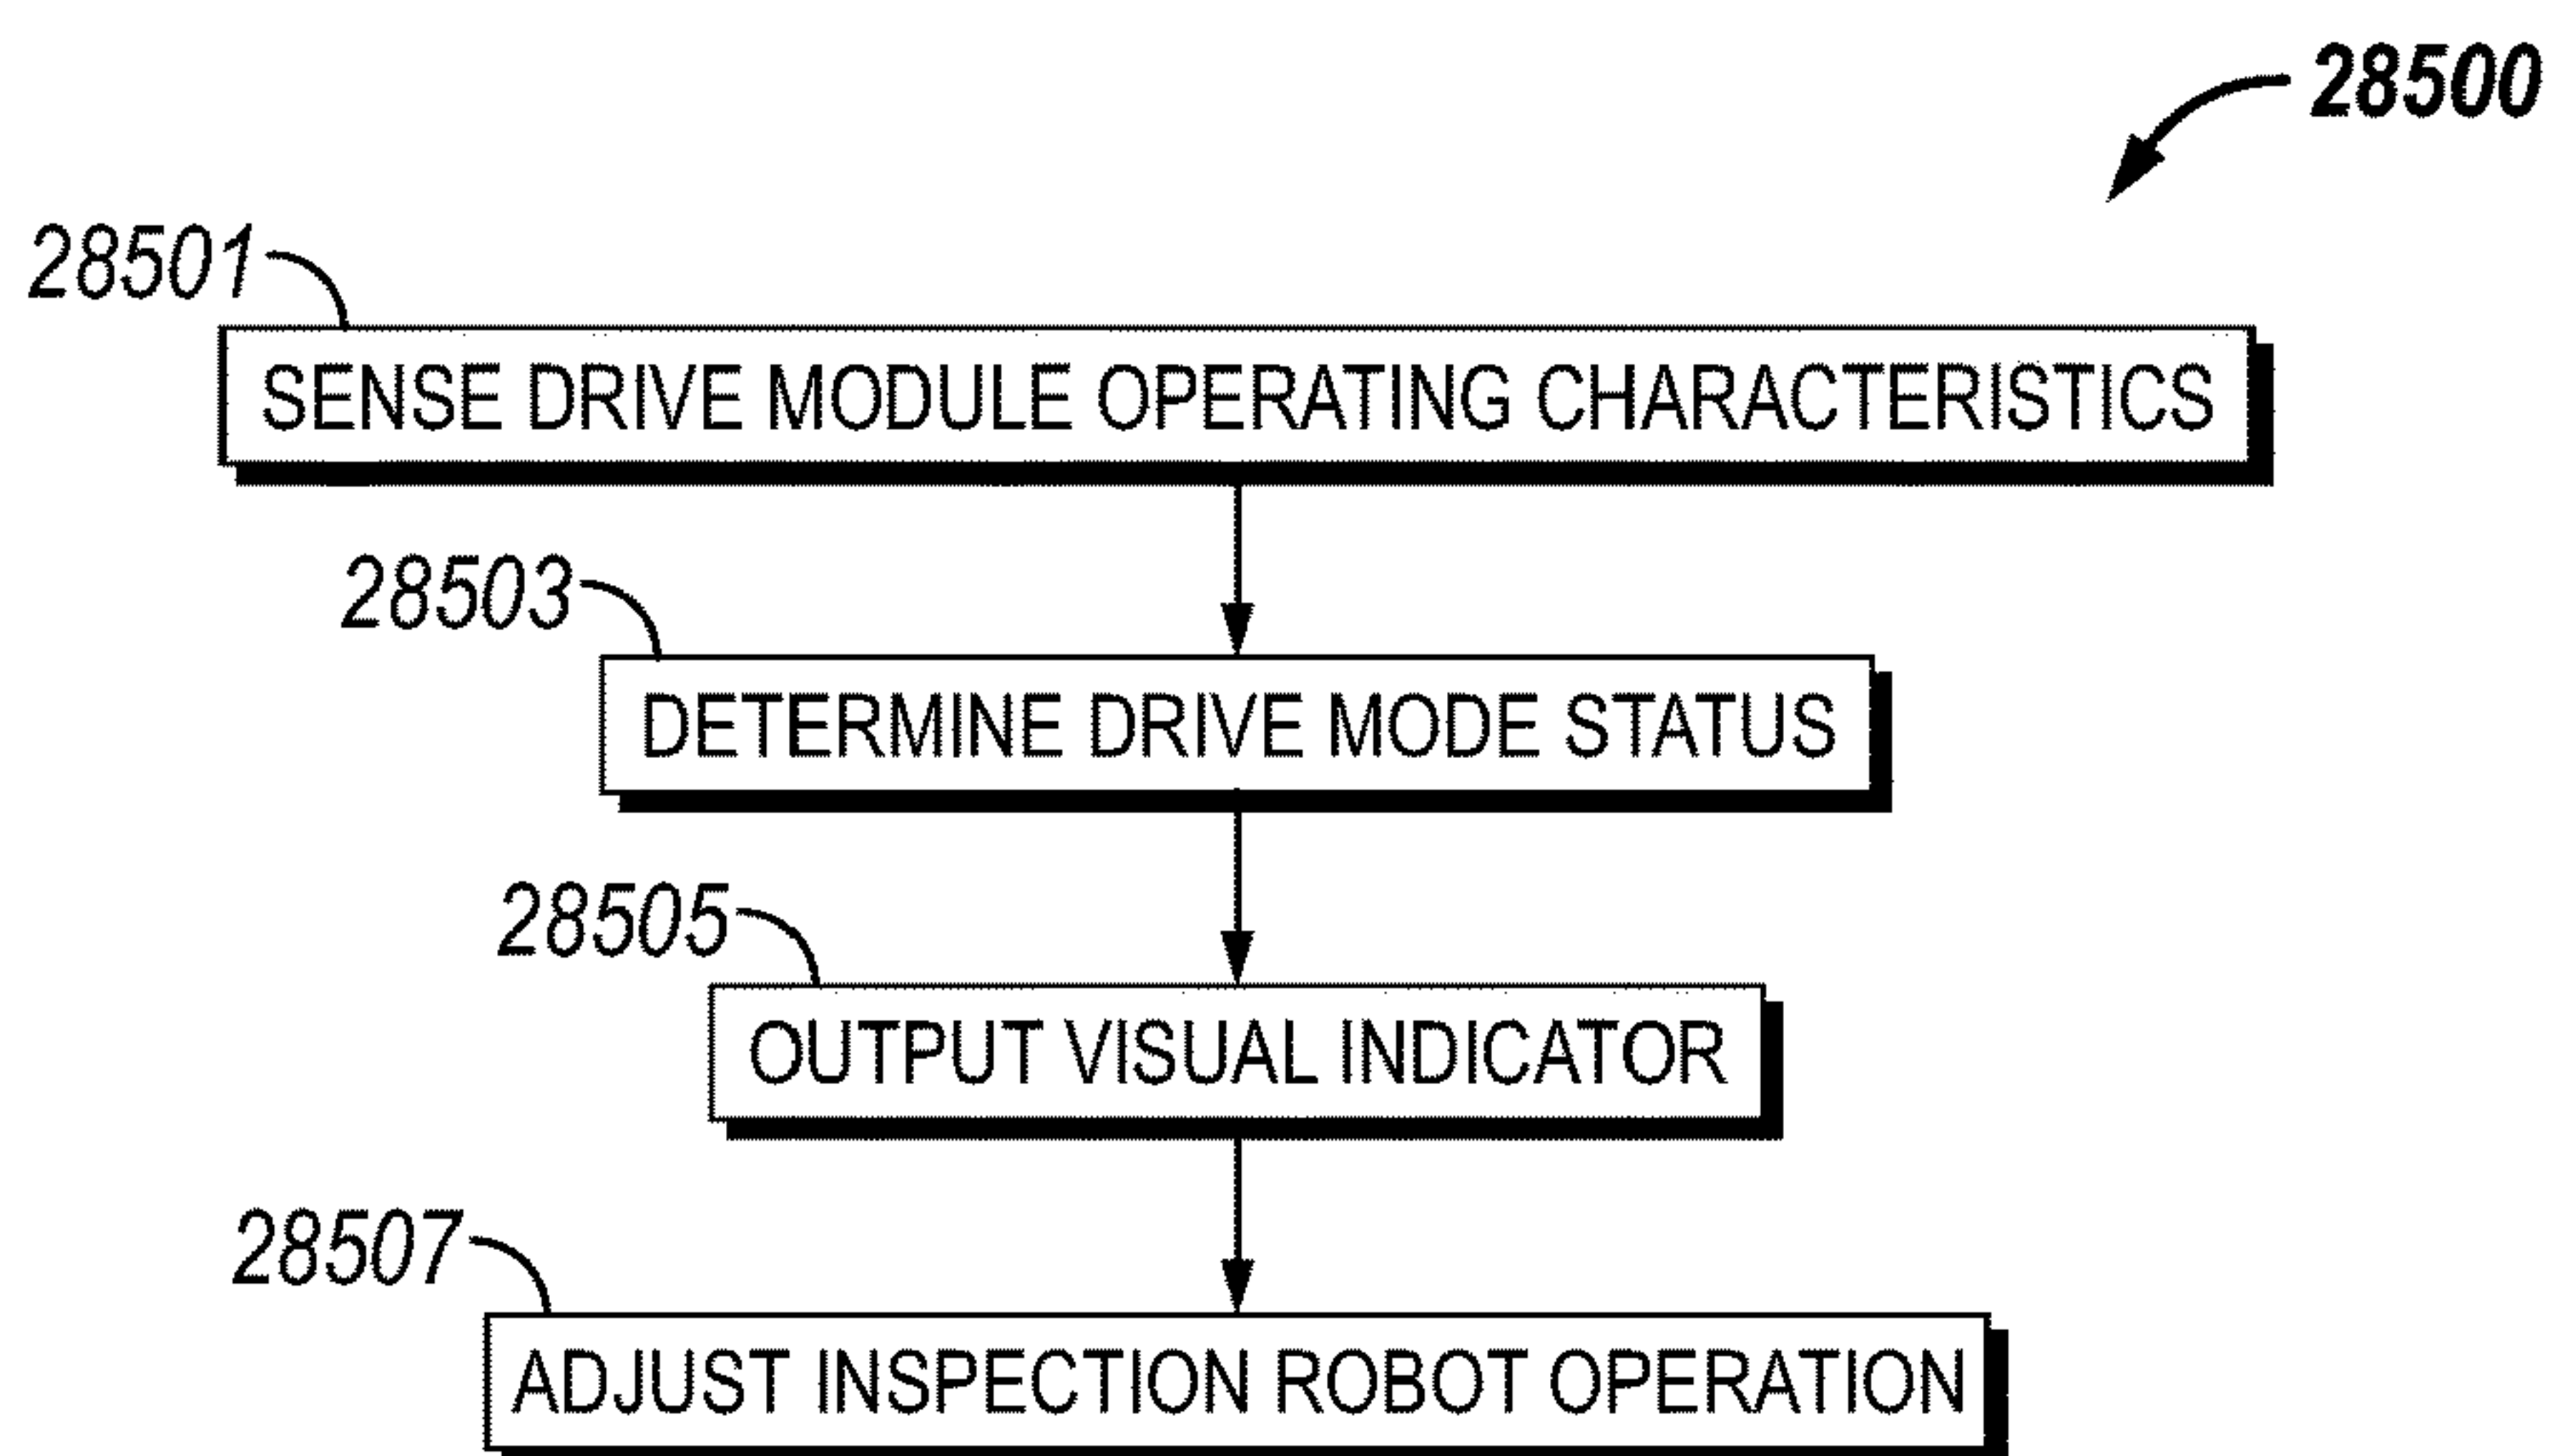 28500
28501
SENSE DRIVE MODULE OPERATING CHARACTERISTICS
28503
DETERMINE DRIVE MODE STATUS
28505
OUTPUT VISUAL INDICATOR
28507
ADJUST INSPECTION ROBOT OPERATION